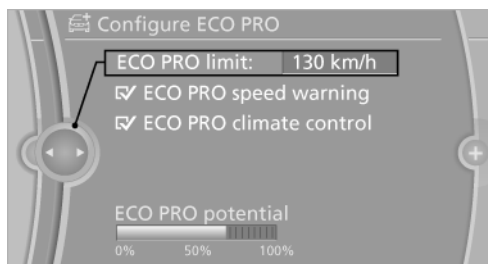 Configure ECO PRO
ECO PRO limit: 130 km/h
ECO PRO speed warning
ECO PRO climate control
ECO PRO potential
0% 50% 100%